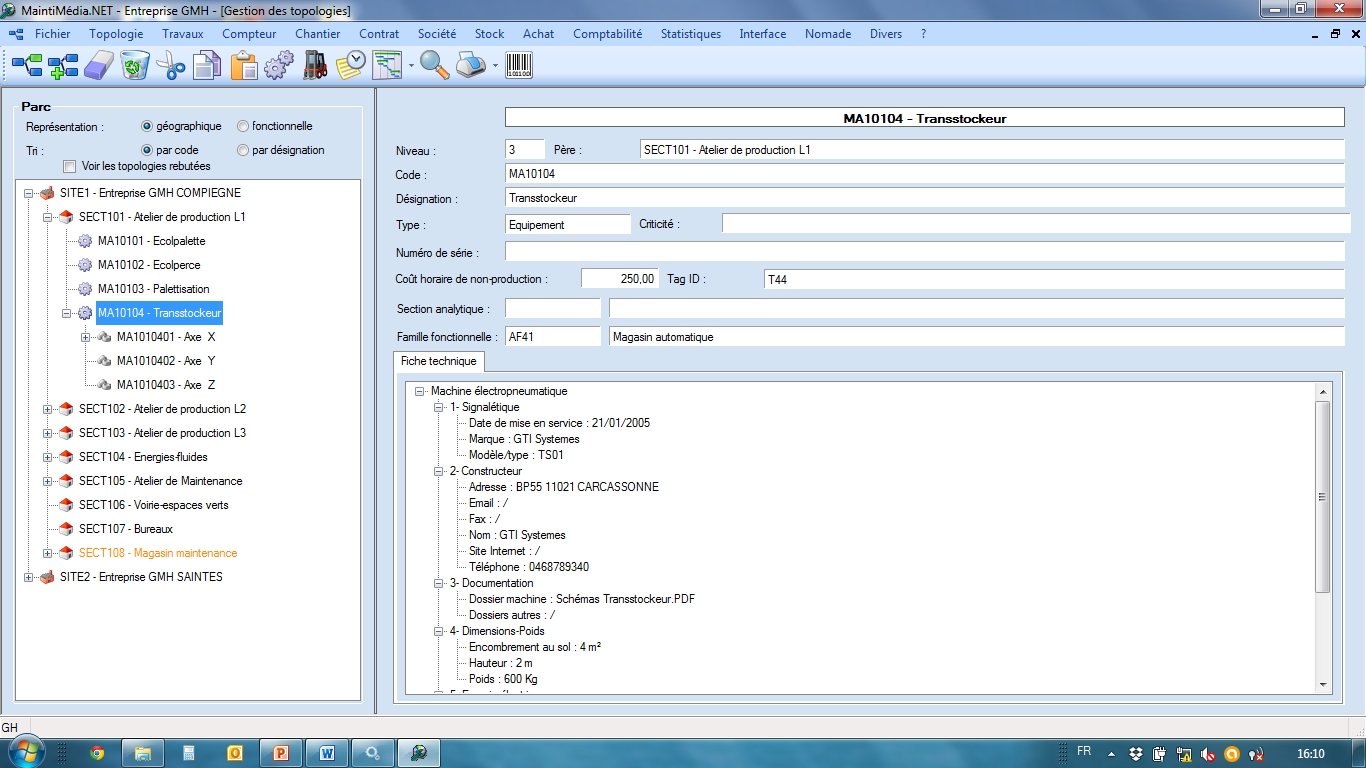 MaintiMédia.NET - Entreprise GMH - [Gestion des topologies]
Fichier Topologie Travaux Compteur Chantier Contrat Société Stock Achat Comptabilité Statistiques Interface Nomade Divers ?
Parc
Représentation : géographique fonctionnelle
Tri : par code par désignation
Voir les topologies rebutées
SITE1 - Entreprise GMH COMPIEGNE
SECT101 - Atelier de production L1
MA10101 - Ecolpalette
MA10102 - Ecolperce
MA10103 - Palettisation
MA10104 - Transstockeur
MA1010401 - Axe X
MA1010402 - Axe Y
MA1010403 - Axe Z
SECT102 - Atelier de production L2
SECT103 - Atelier de production L3
SECT104 - Energies-fluides
SECT105 - Atelier de Maintenance
SECT106 - Voirie-espaces verts
SECT107 - Bureaux
SECT108 - Magasin maintenance
SITE2 - Entreprise GMH SAINTES
MA10104 - Transstockeur
Niveau : 3 Père : SECT101 - Atelier de production L1
Code : MA10104
Désignation : Transstockeur
Type : Equipement Criticité :
Numéro de série :
Coût horaire de non-production : 250,00 Tag ID : T44
Section analytique :
Famille fonctionnelle : AF41 Magasin automatique
Fiche technique
Machine électropneumatique
1- Signalétique
Date de mise en service : 21/01/2005
Marque : GTI Systemes
Modèle/type : TS01
2- Constructeur
Adresse : BP55 11021 CARCASSONNE
Email : /
Fax : /
Nom : GTI Systemes
Site Internet : /
Téléphone : 0468789340
3- Documentation
Dossier machine : Schémas Transstockeur.PDF
Dossiers autres : /
4- Dimensions-Poids
Encombrement au sol : 4 m²
Hauteur : 2 m
Poids : 600 Kg
GH
FR 16:10